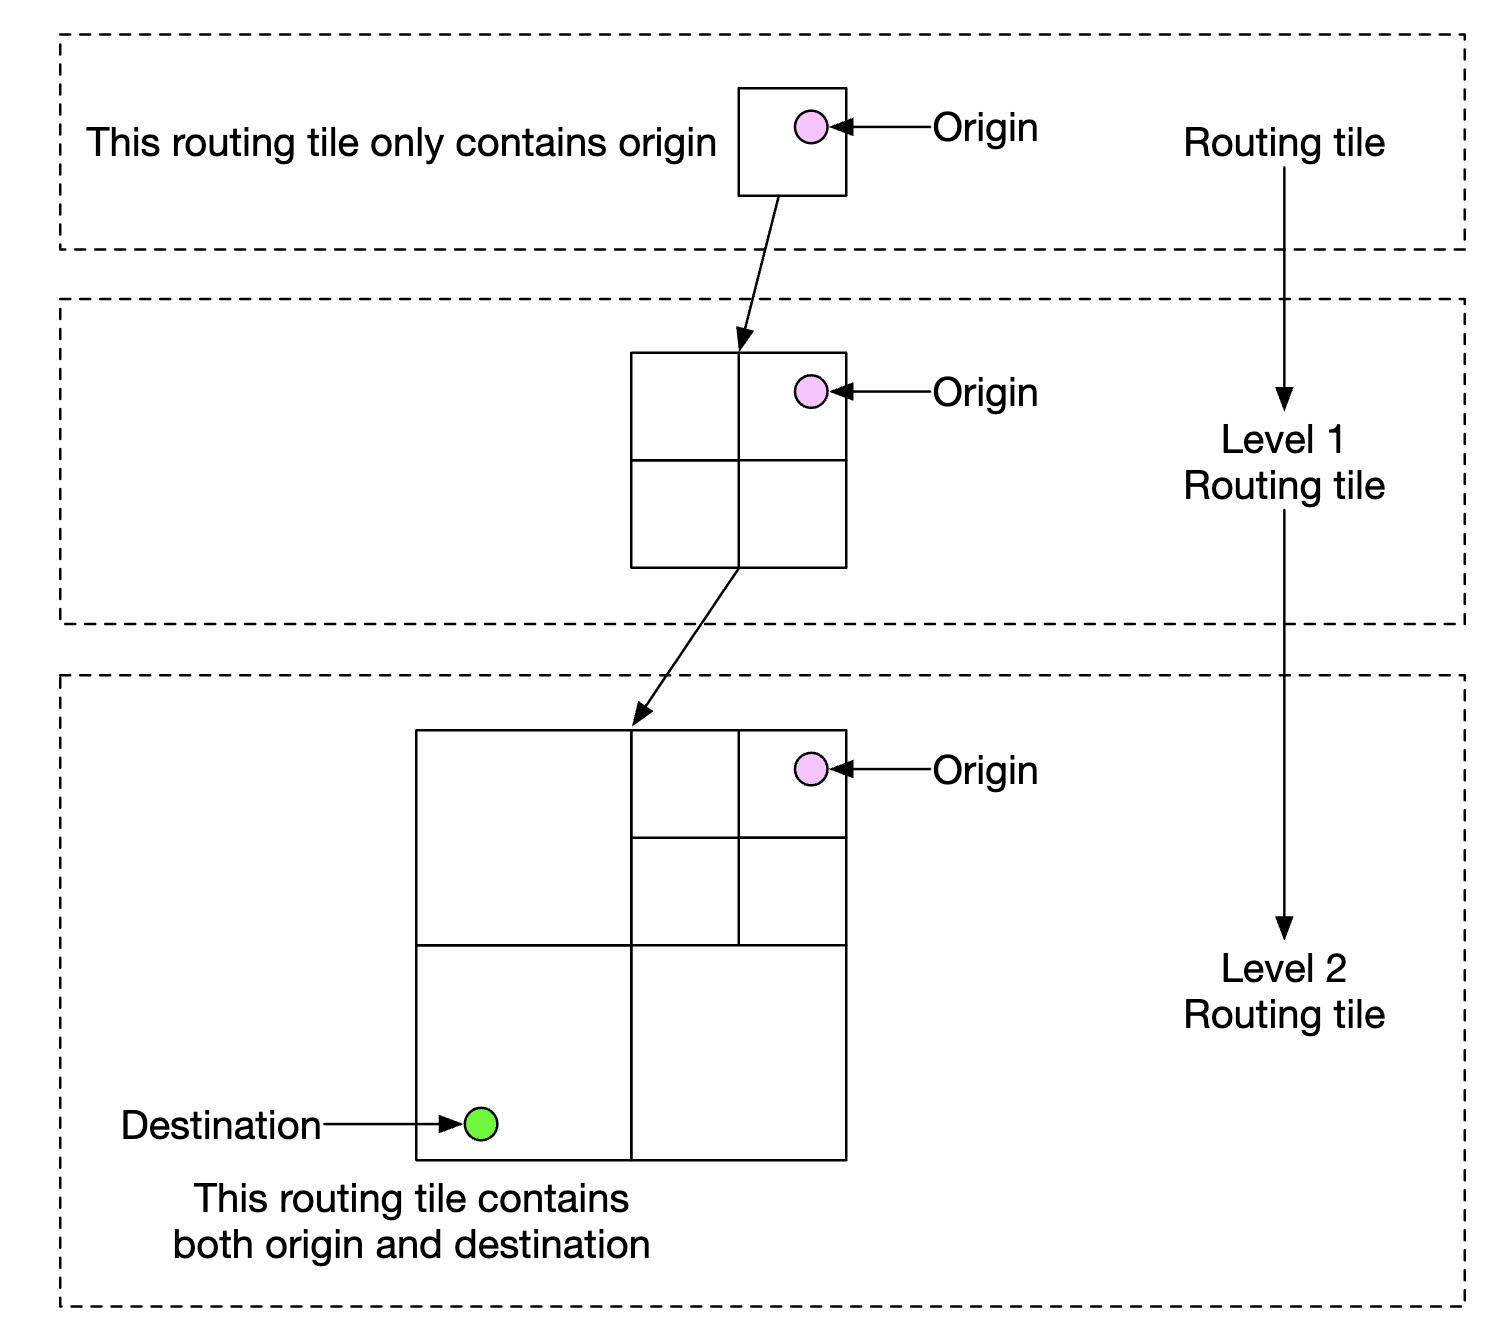 This routing tile only contains origin
Origin
Routing tile
Origin
Level 1
Routing tile
Origin
Level 2
Routing tile
Destination
This routing tile contains
both origin and destination